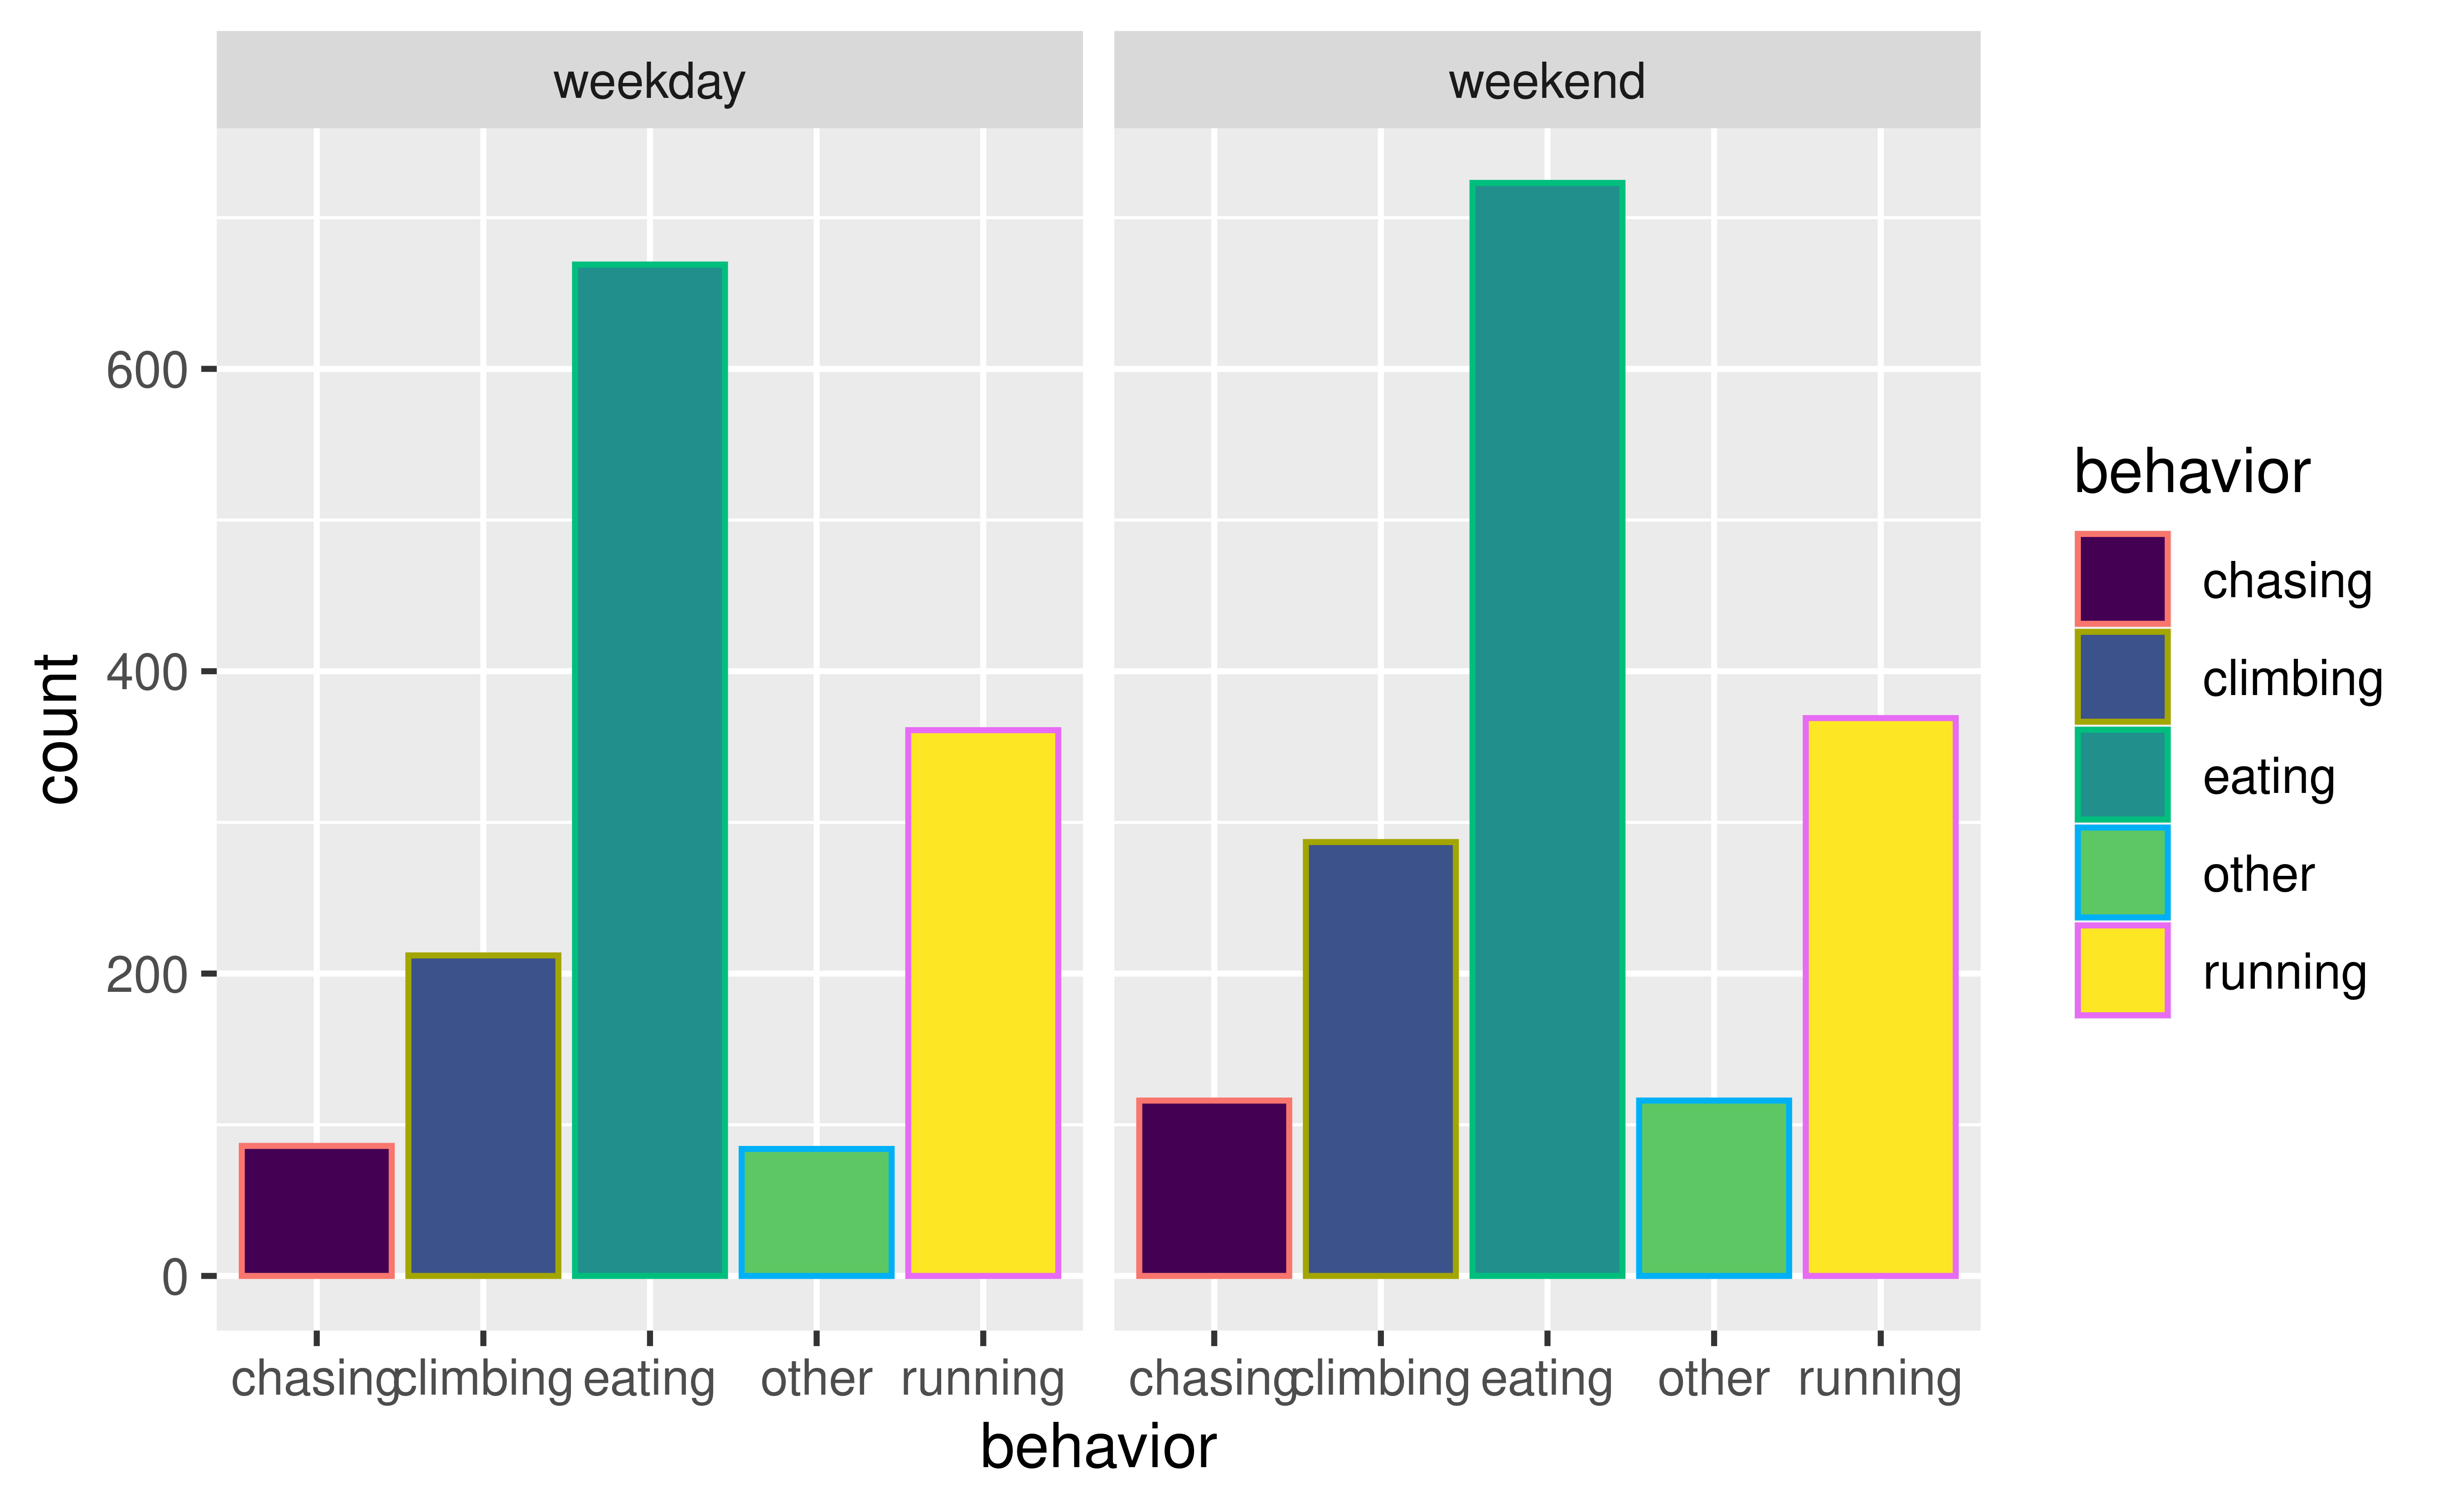 weekday
weekend
count
600
400
200
0
chasing climbing eating other running
chasing climbing eating other running
behavior
behavior
chasing
climbing
eating
other
running